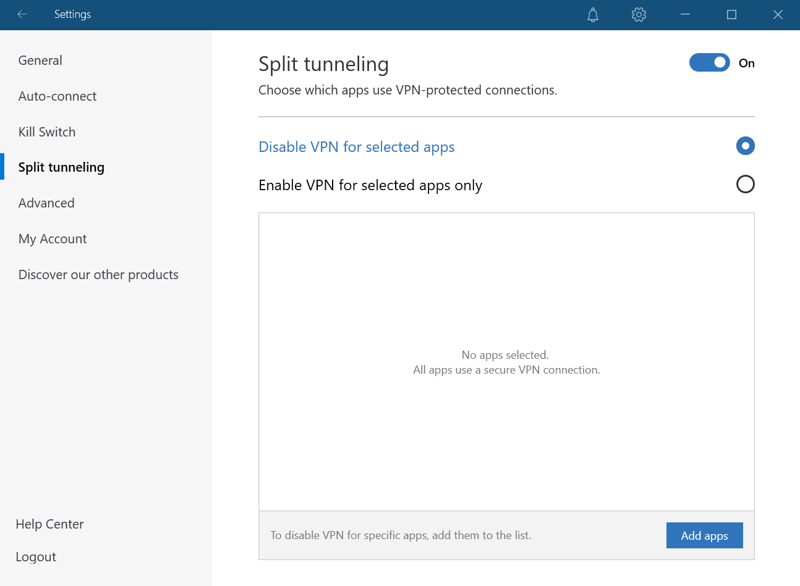 Settings
General
Auto-connect
Kill Switch
Split tunneling
Advanced
My Account
Discover our other products
Help Center
Logout
Split tunneling
On
Choose which apps use VPN-protected connections.
Disable VPN for selected apps
Enable VPN for selected apps only
No apps selected.
All apps use a secure VPN connection.
To disable VPN for specific apps, add them to the list.
Add apps